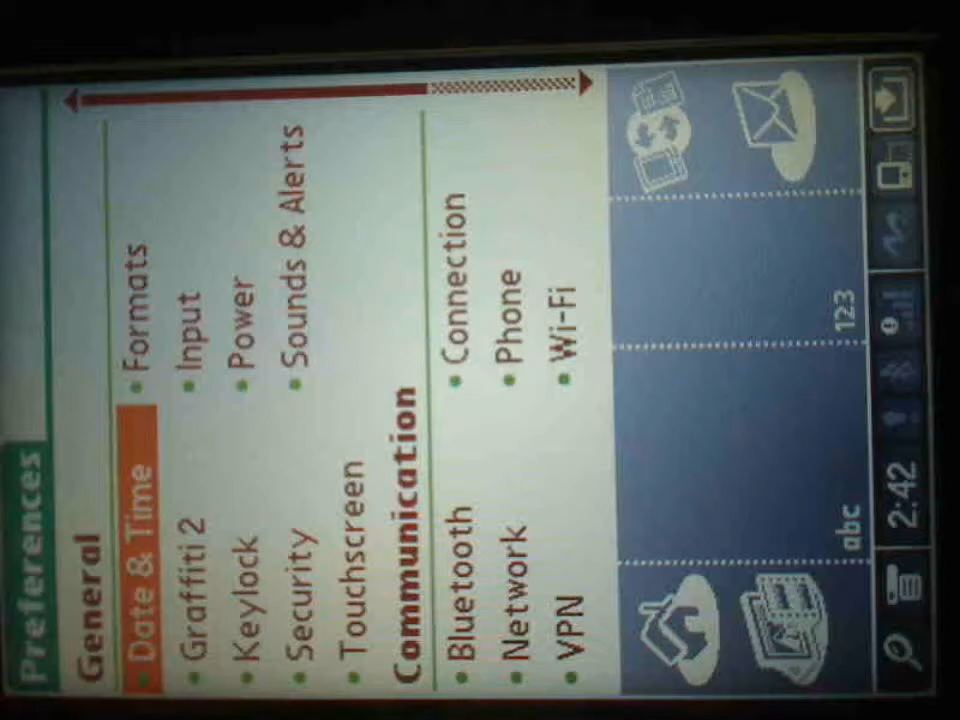 Preferences
General
• Date & Time • Formats
• Graffiti 2 • Input
• Keylock • Power
• Security • Sounds & Alerts
• Touchscreen
Communication
• Bluetooth • Connection
• Network • Phone
• VPN • Wi-Fi
abc 123
2:42